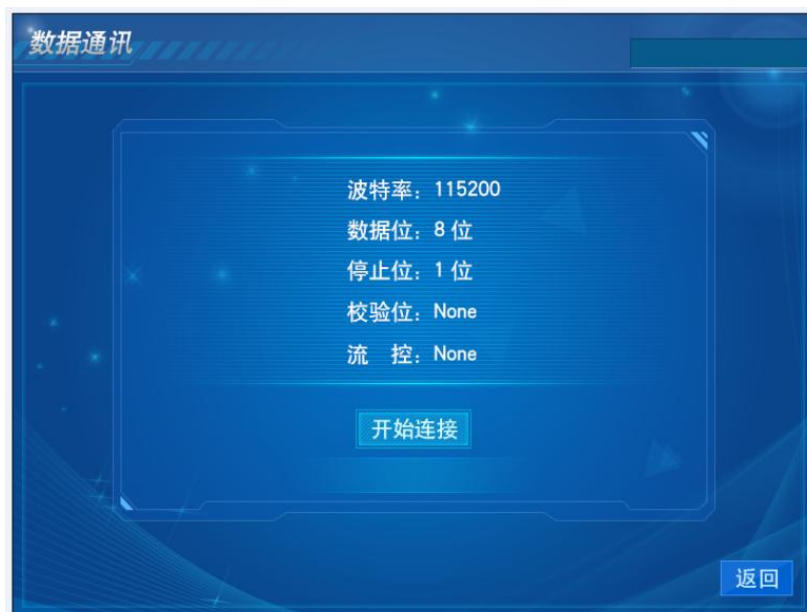 数据通讯
波特率：115200
数据位：8 位
停止位：1 位
校验位：None
流 控：None
开始连接
返回